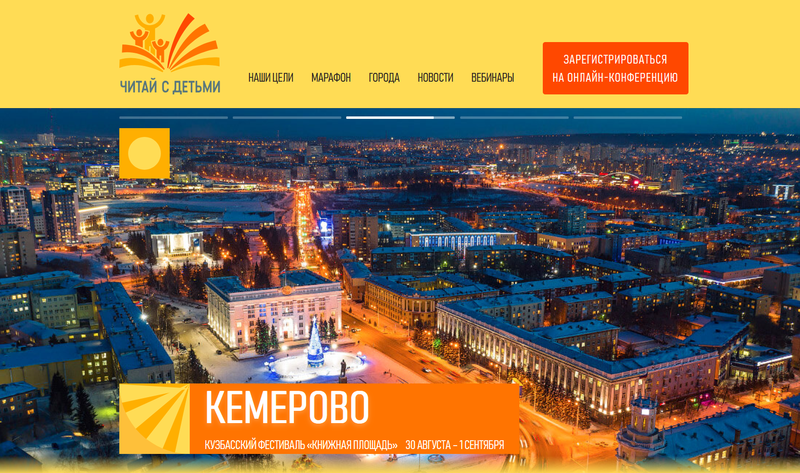 ЧИТАЙ С ДЕТЬМИ
НАШИ ЦЕЛИ МАРАФОН ГОРОДА НОВОСТИ ВЕБИНАРЫ
ЗАРЕГИСТРИРОВАТЬСЯ
НА ОНЛАЙН-КОНФЕРЕНЦИЮ
КЕМЕРОВО
КУЗБАССКИЙ ФЕСТИВАЛЬ «КНИЖНАЯ ПЛОЩАДЬ» 30 АВГУСТА – 1 СЕНТЯБРЯ